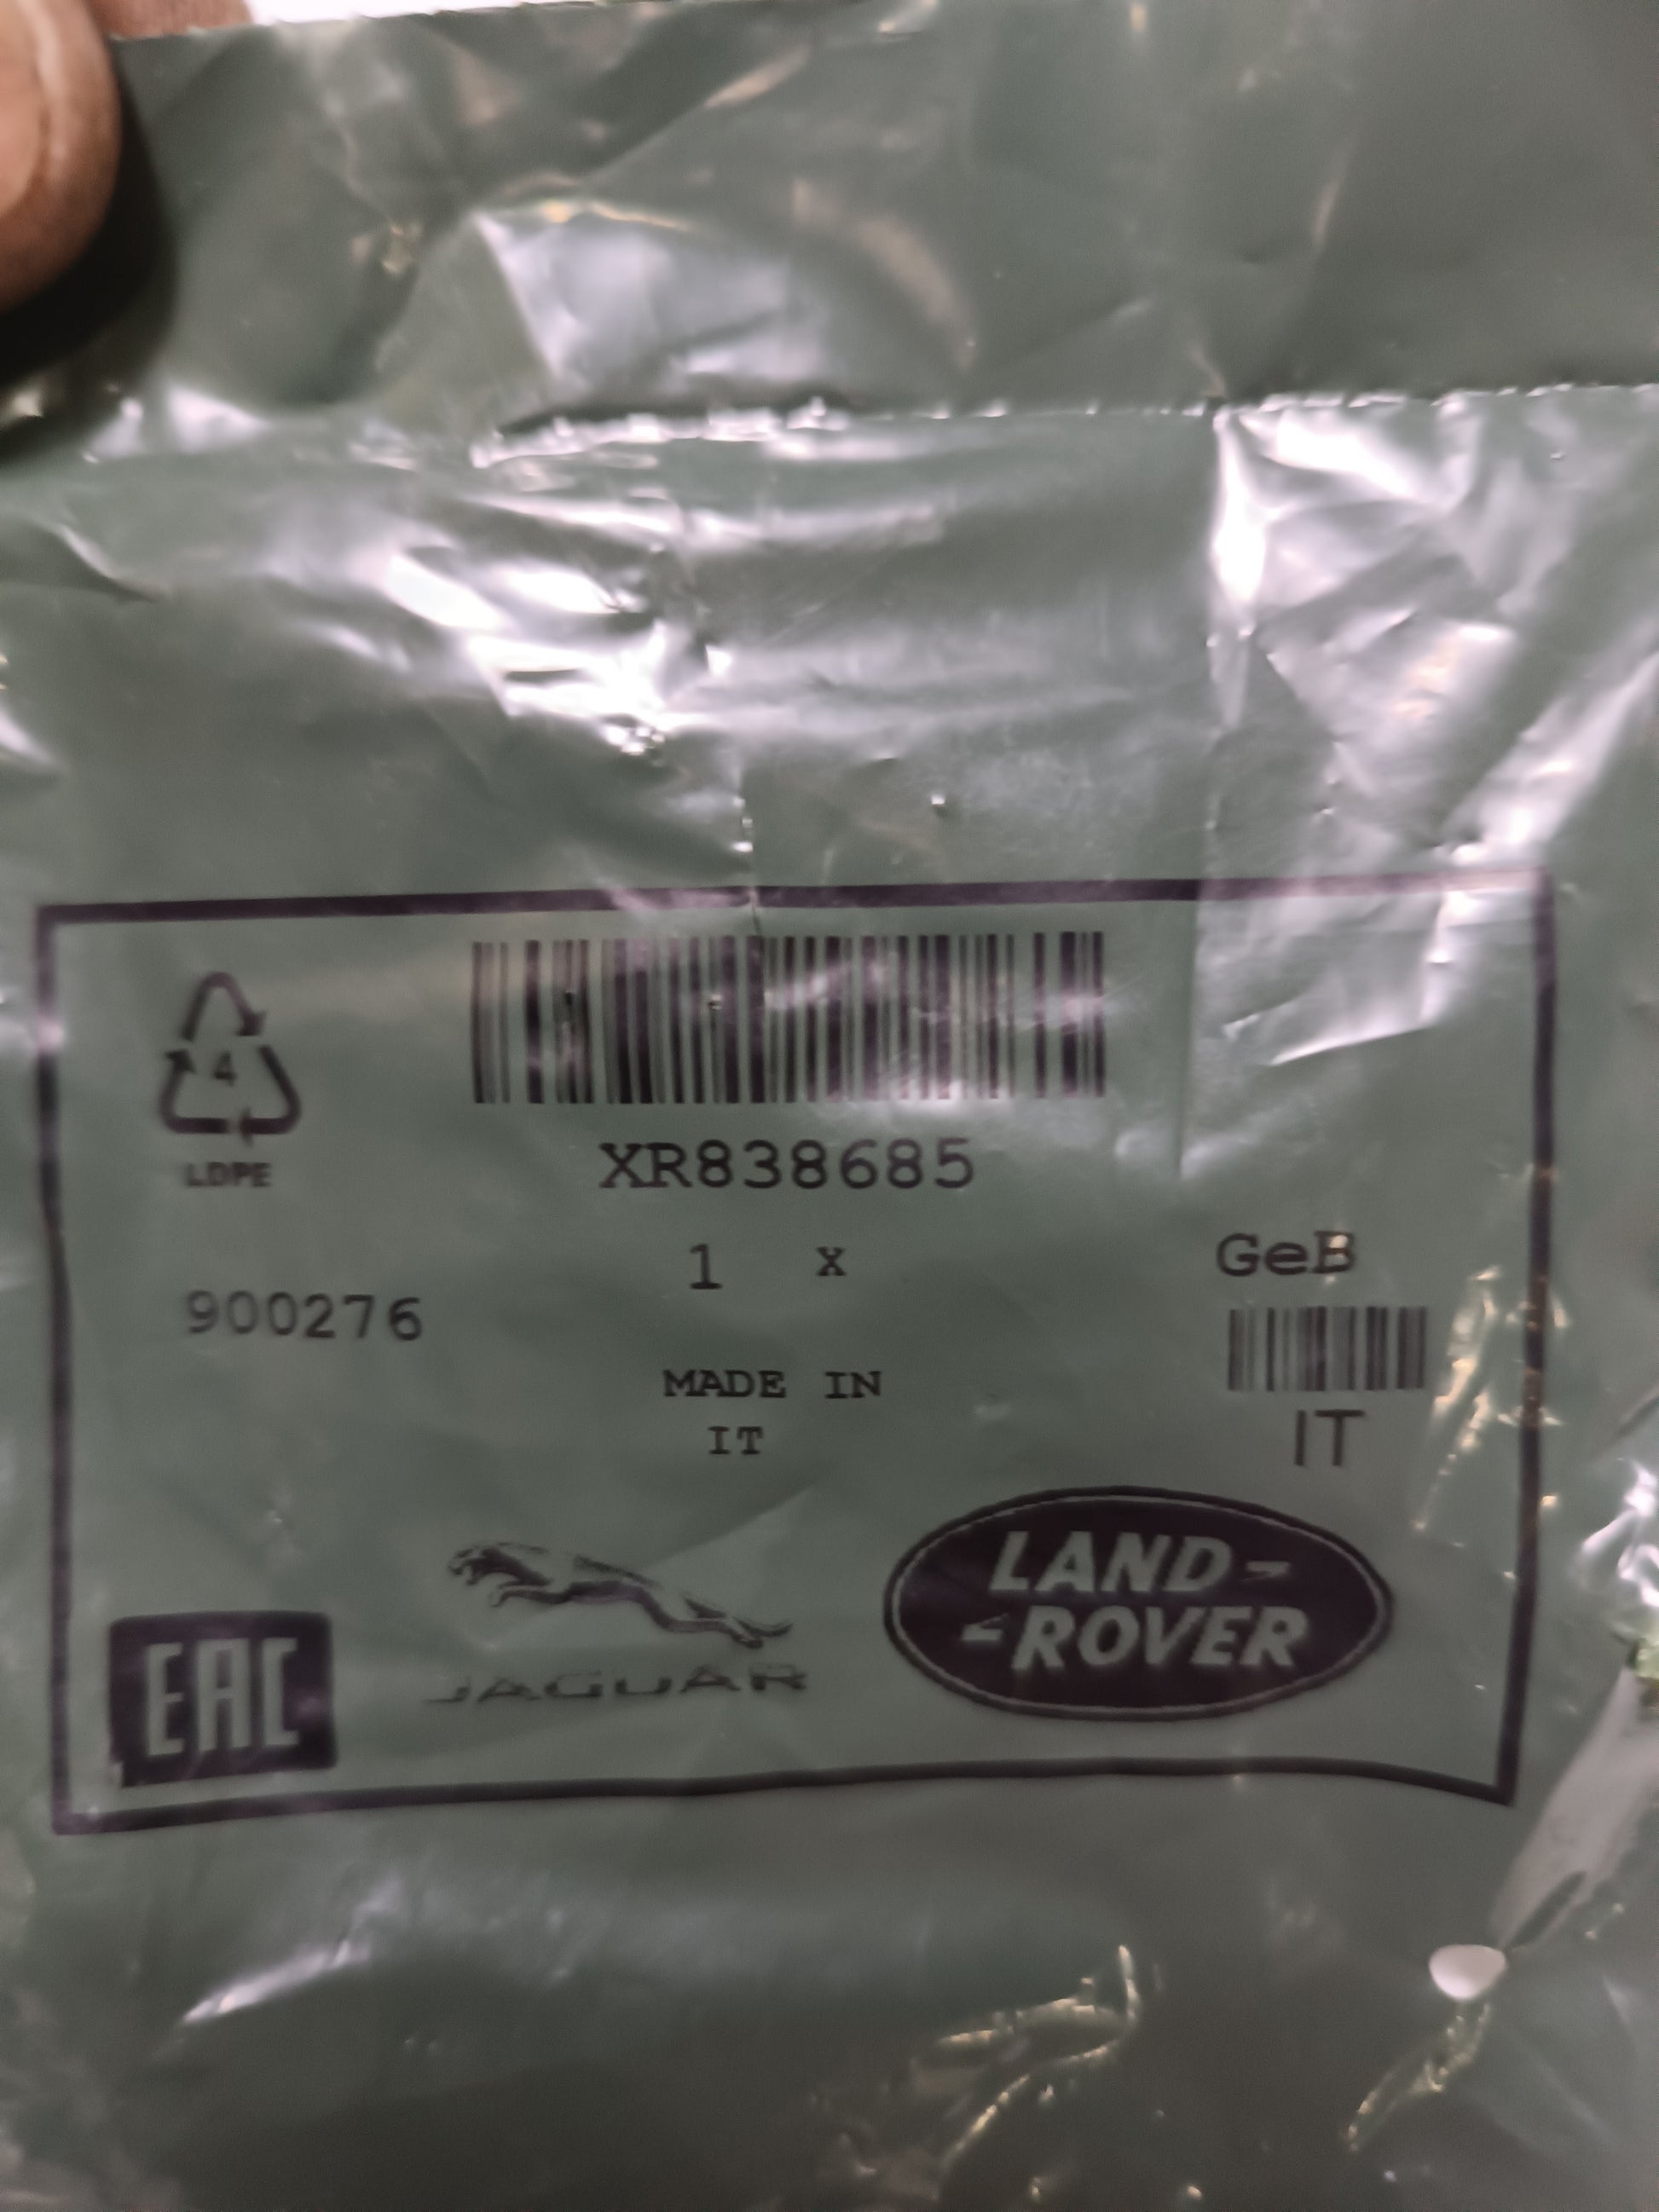 4
LDPE
XR838685
1 X
GeB
900276
MADE IN
IT
IT
EAC
JAGUAR
LAND-
-ROVER